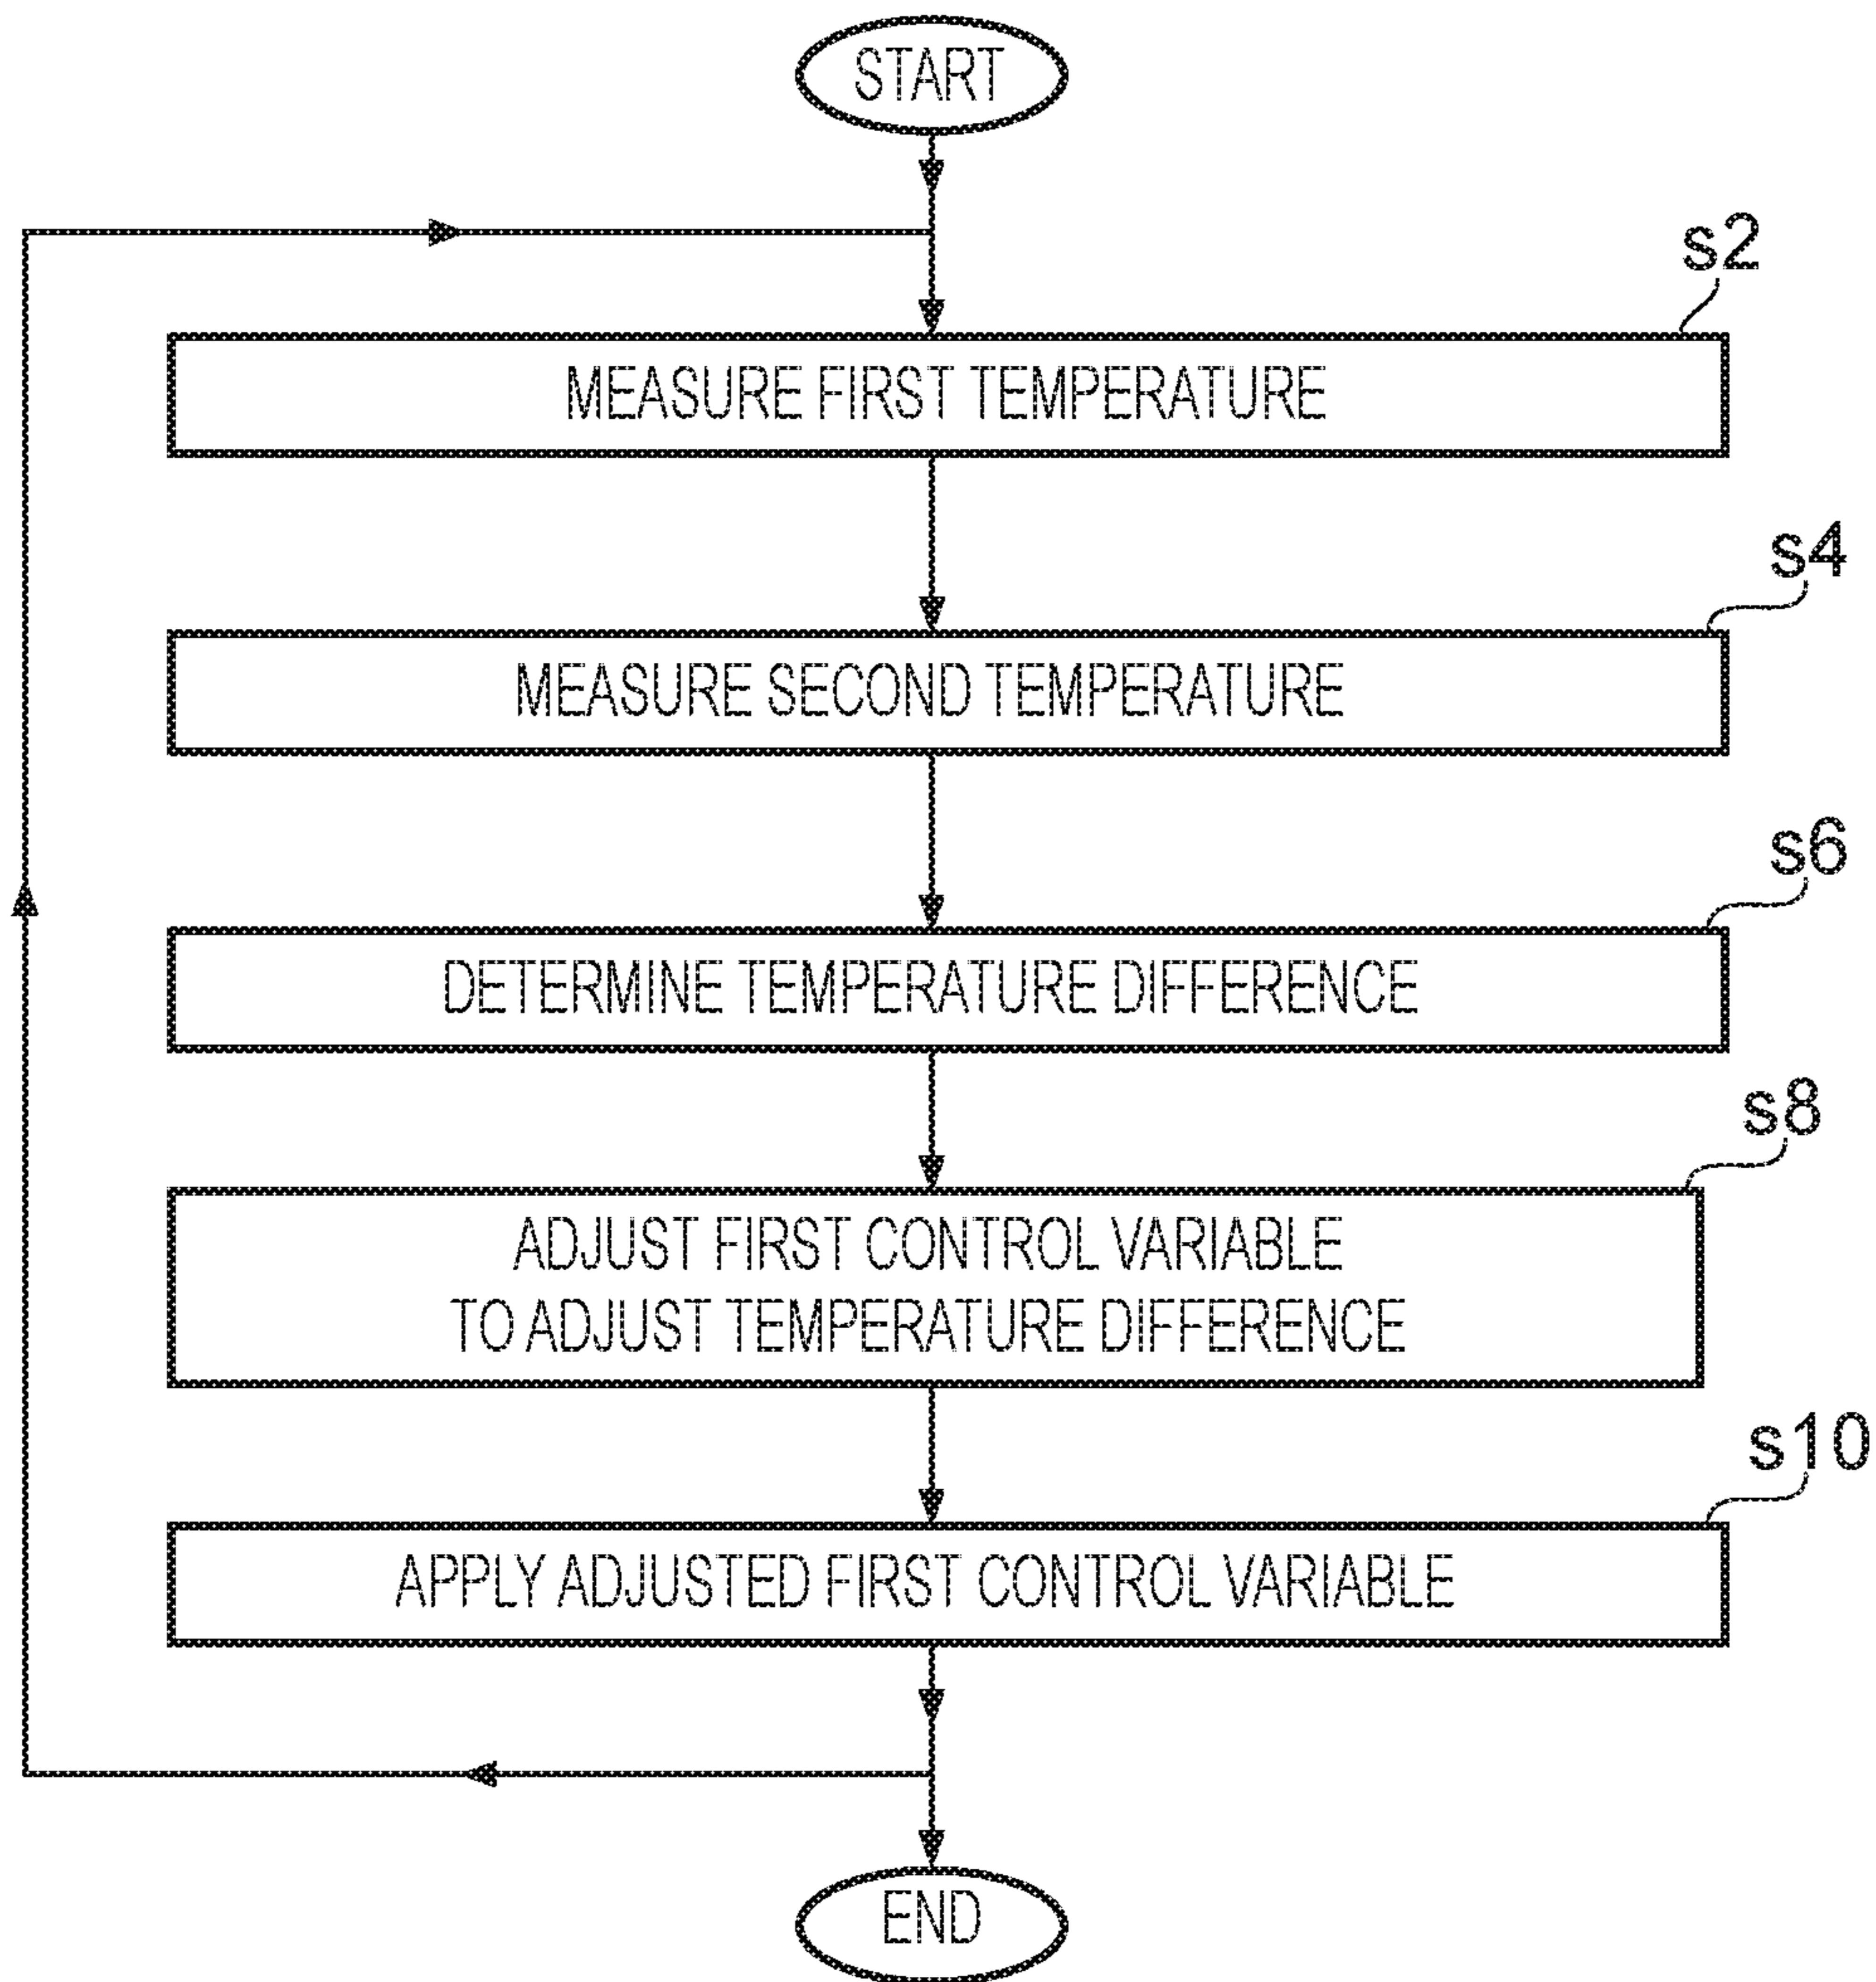 START
s2
MEASURE FIRST TEMPERATURE
s4
MEASURE SECOND TEMPERATURE
s6
DETERMINE TEMPERATURE DIFFERENCE
s8
ADJUST FIRST CONTROL VARIABLE
TO ADJUST TEMPERATURE DIFFERENCE
s10
APPLY ADJUSTED FIRST CONTROL VARIABLE
END